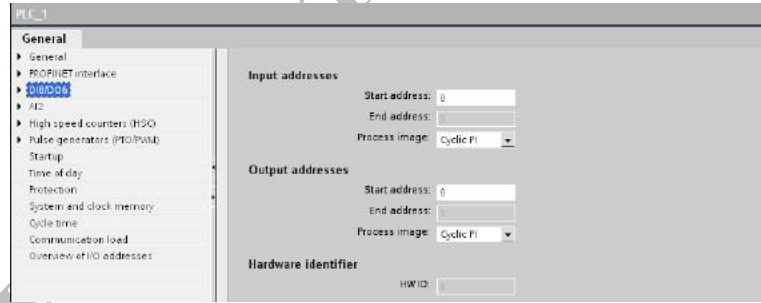 PLC_1
General
General
PROFINET interface
DI8/DO6
AI2
High speed counters (HSC)
Pulse generators (PTO/PWM)
Startup
Time of day
Protection
System and clock memory
Cycle time
Communication load
Overview of I/O addresses
Input addresses
Start address: 0
End address: 0
Process image: Cyclic PI
Output addresses
Start address: 0
End address: 0
Process image: Cyclic PI
Hardware identifier
HW ID: